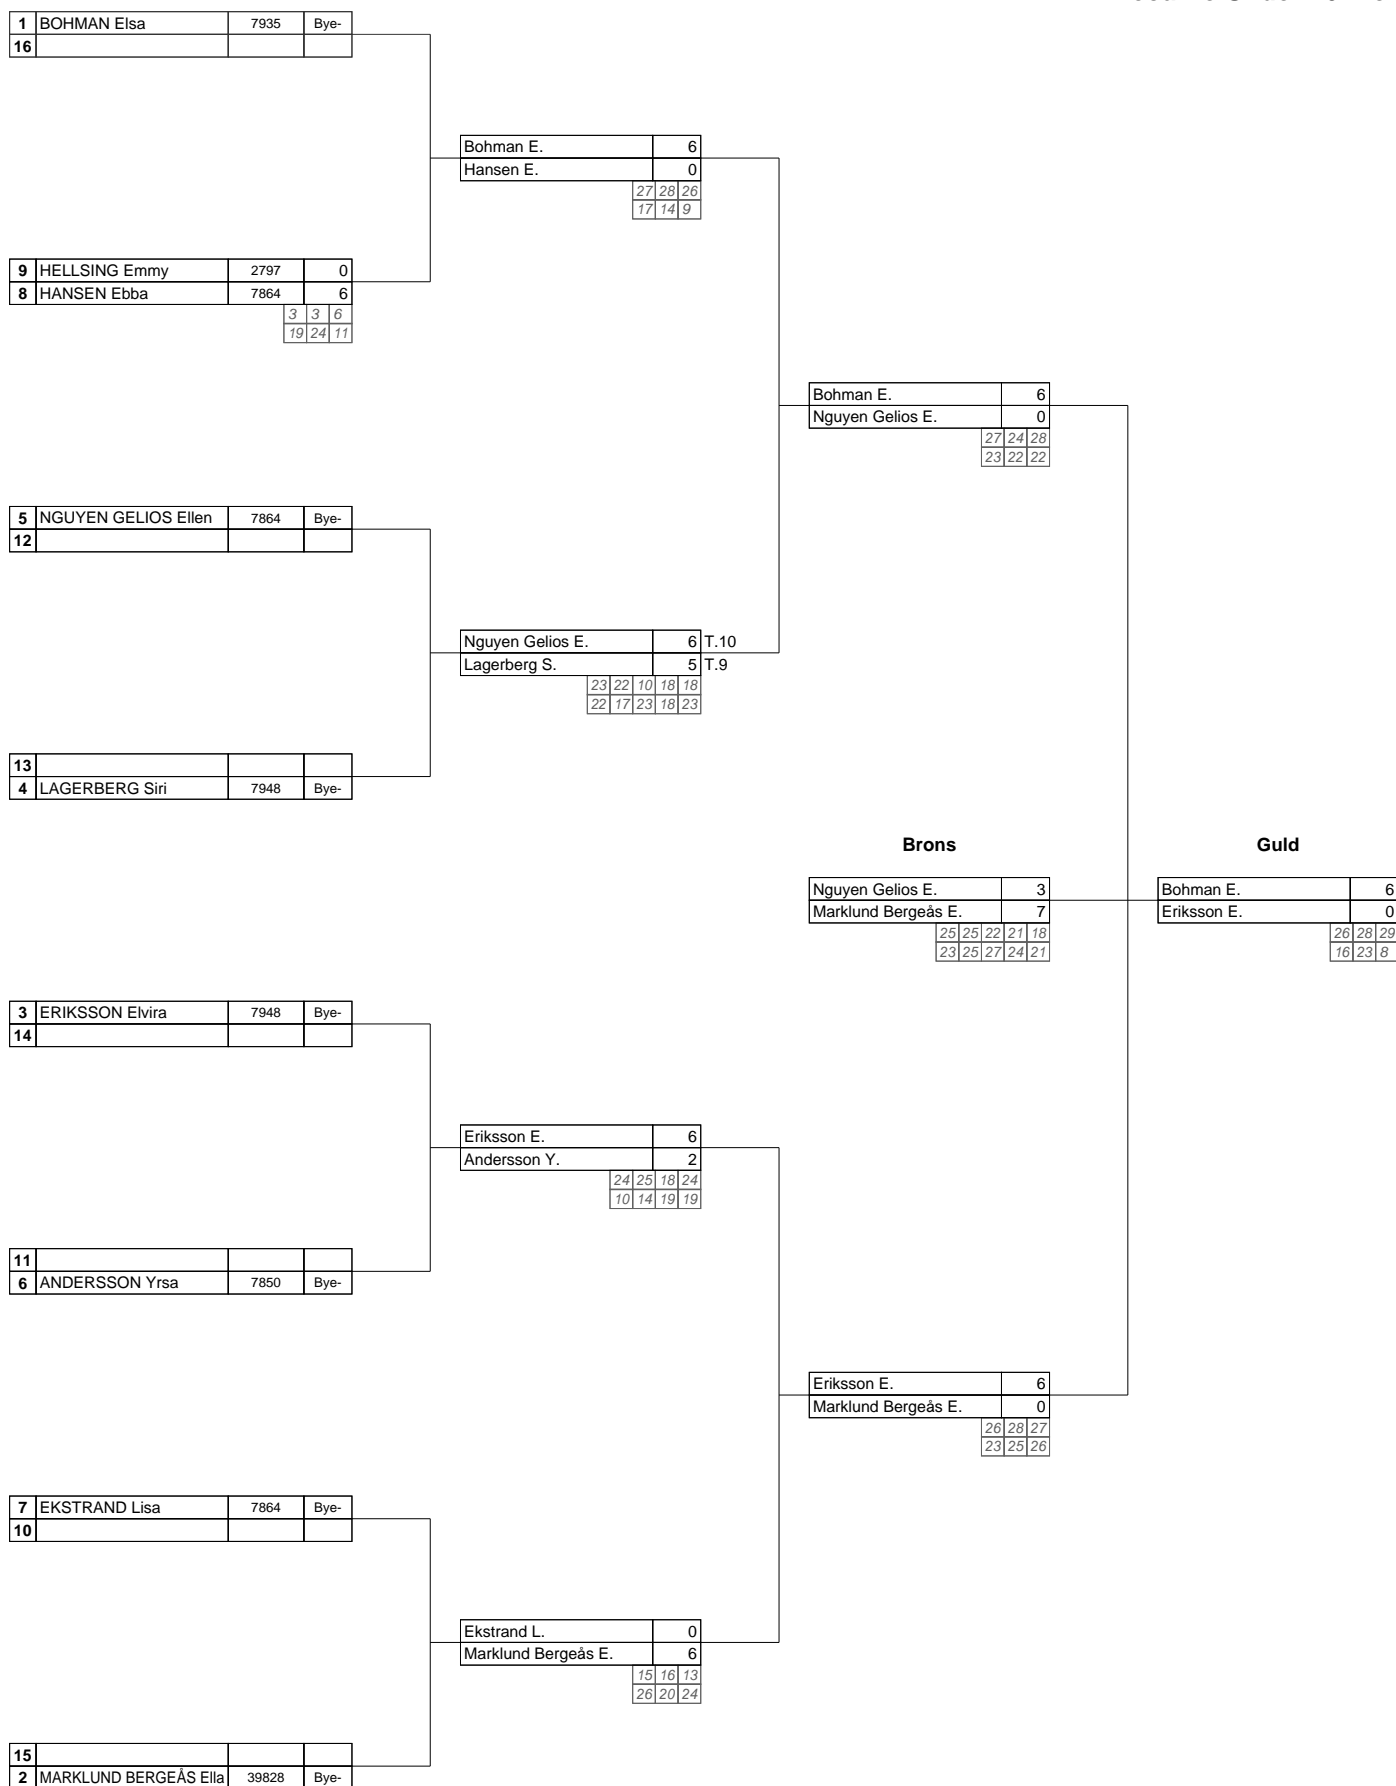 1 BOHMAN Elsa 7935 Bye-
16
Bohman E. 6
Hansen E. 0
27 28 26
17 14 9
9 HELLSING Emmy 2797 0
8 HANSEN Ebba 7864 6
3 3 6
19 24 11
Bohman E. 6
Nguyen Gelios E. 0
27 24 28
23 22 22
5 NGUYEN GELIOS Ellen 7864 Bye-
12
Nguyen Gelios E. 6 T.10
Lagerberg S. 5 T.9
23 22 10 18 18
22 17 23 18 23
13
4 LAGERBERG Siri 7948 Bye-
Brons Guld
Nguyen Gelios E. 3 Bohman E. 6
Marklund Bergeås E. 7 Eriksson E. 0
25 25 22 21 18 26 28 29
23 25 27 24 21 16 23 8
3 ERIKSSON Elvira 7948 Bye-
14
Eriksson E. 6
Andersson Y. 2
24 25 18 24
10 14 19 19
11
6 ANDERSSON Yrsa 7850 Bye-
Eriksson E. 6
Marklund Bergeås E. 0
26 28 27
23 25 26
7 EKSTRAND Lisa 7864 Bye-
10
Ekstrand L. 0
Marklund Bergeås E. 6
15 16 13
26 20 24
15
2 MARKLUND BERGEÅS Ella 39828 Bye-